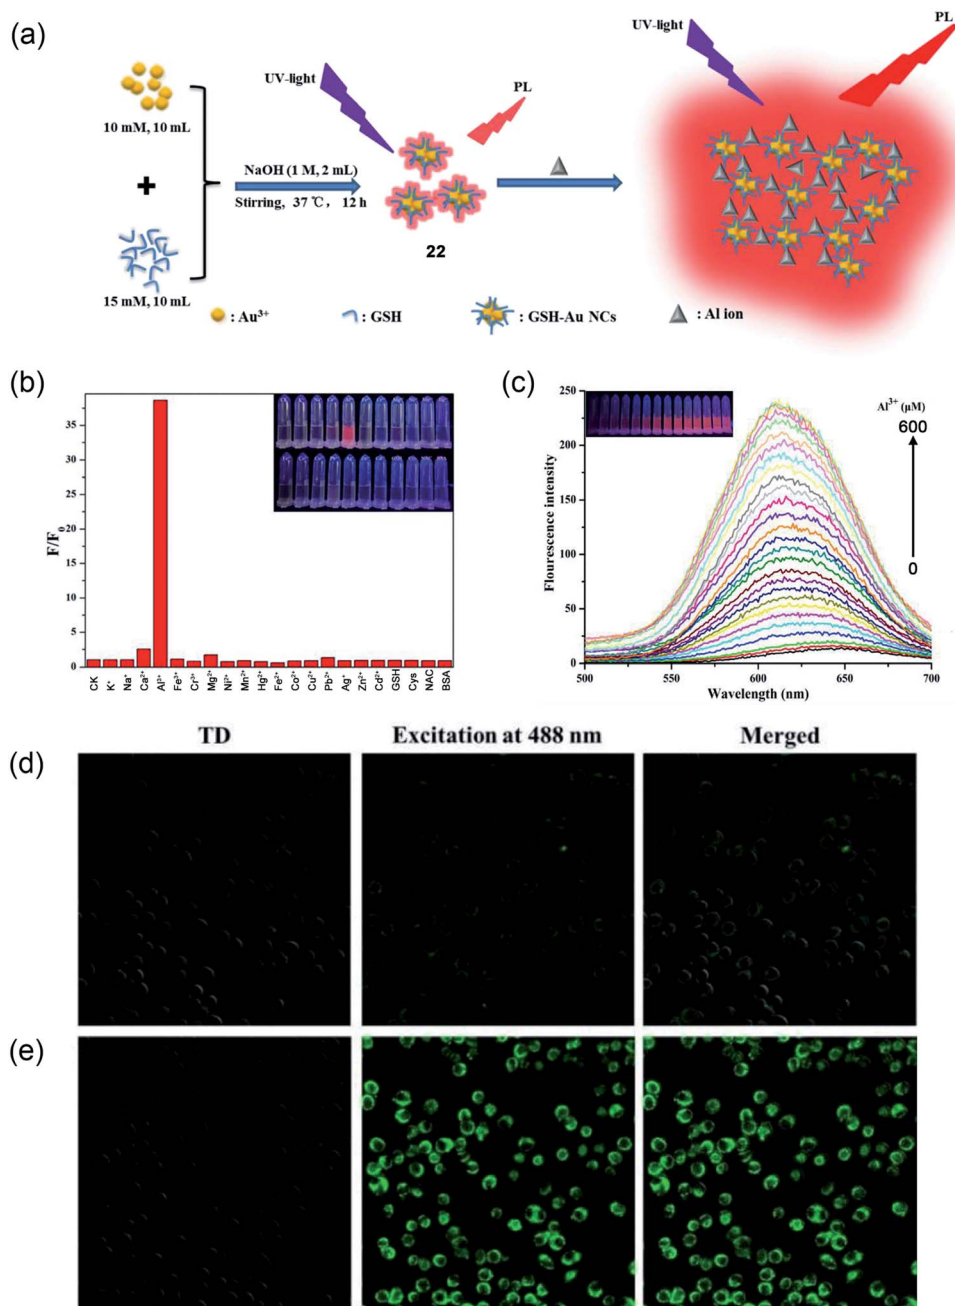 (a)
UV-light
PL
UV-light
PL
10 mM, 10 mL
NaOH (1 M, 2 mL)
Stirring, 37 ℃, 12 h
22
15 mM, 10 mL
: Au³⁺
: GSH
: GSH-Au NCs
: Al ion
(b)
F/F₀
35
30
25
20
15
10
5
0
CK
K⁺
Na⁺
Ca²⁺
Al³⁺
Fe³⁺
Cr³⁺
Mg²⁺
Ni²⁺
Mn²⁺
Hg²⁺
Fe²⁺
Co²⁺
Cu²⁺
Pb²⁺
Ag⁺
Zn²⁺
Cd²⁺
GSH
Cys
NAC
BSA
(c)
Flourescence intensity
250
200
150
100
50
0
500
550
600
650
700
Wavelength (nm)
Al³⁺ (μM)
600
0
TD
Excitation at 488 nm
Merged
(d)
(e)